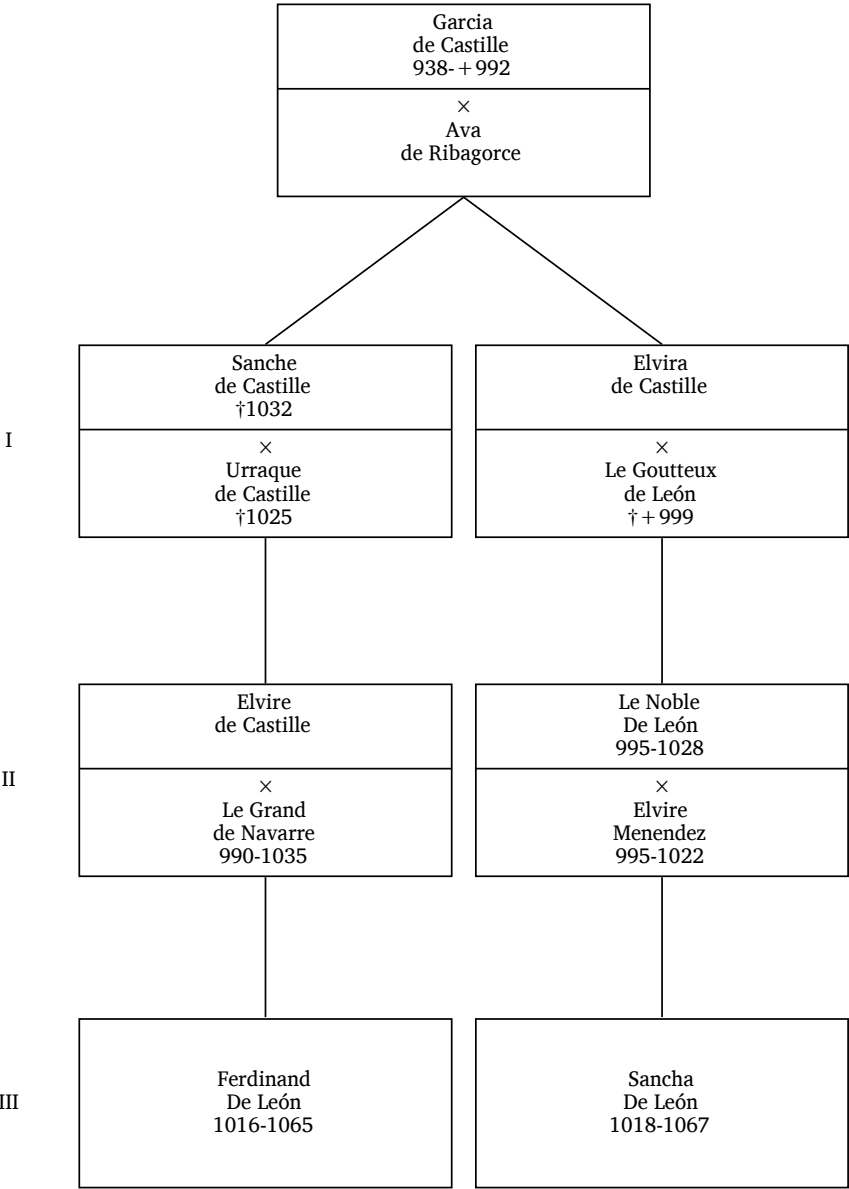 Garcia
de Castille
938-+992
×
Ava
de Ribagorce
I
Sanche
de Castille
†1032
×
Urraque
de Castille
†1025
Elvira
de Castille
×
Le Goutteux
de León
†+999
II
Elvire
de Castille
×
Le Grand
de Navarre
990-1035
Le Noble
De León
995-1028
×
Elvire
Menendez
995-1022
III
Ferdinand
De León
1016-1065
Sancha
De León
1018-1067